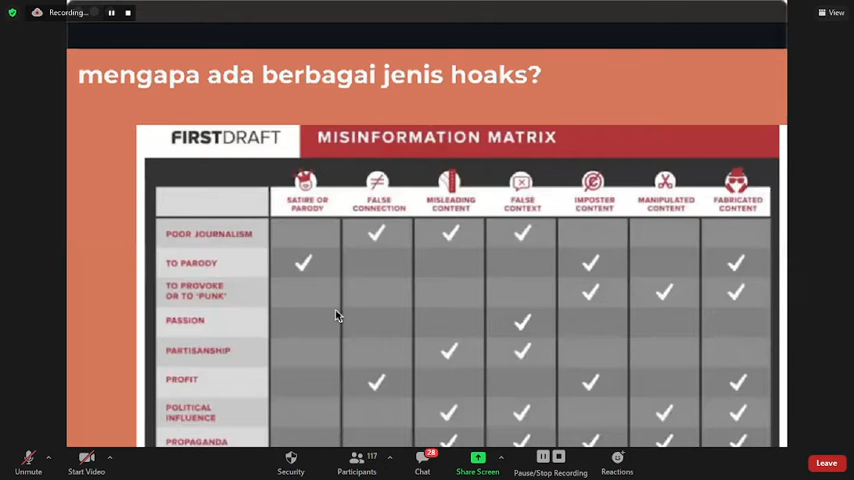 Recording...
View
mengapa ada berbagai jenis hoaks?
FIRSTDRAFT MISINFORMATION MATRIX
SATIRE OR PARODY
FALSE CONNECTION
MISLEADING CONTENT
FALSE CONTEXT
IMPOSTER CONTENT
MANIPULATED CONTENT
FABRICATED CONTENT
POOR JOURNALISM
TO PARODY
TO PROVOKE
OR TO 'PUNK'
PASSION
PARTISANSHIP
PROFIT
POLITICAL
INFLUENCE
PROPAGANDA
Unmute
Start Video
Security
117
Participants
28
Chat
Share Screen
Pause/Stop Recording
Reactions
Leave